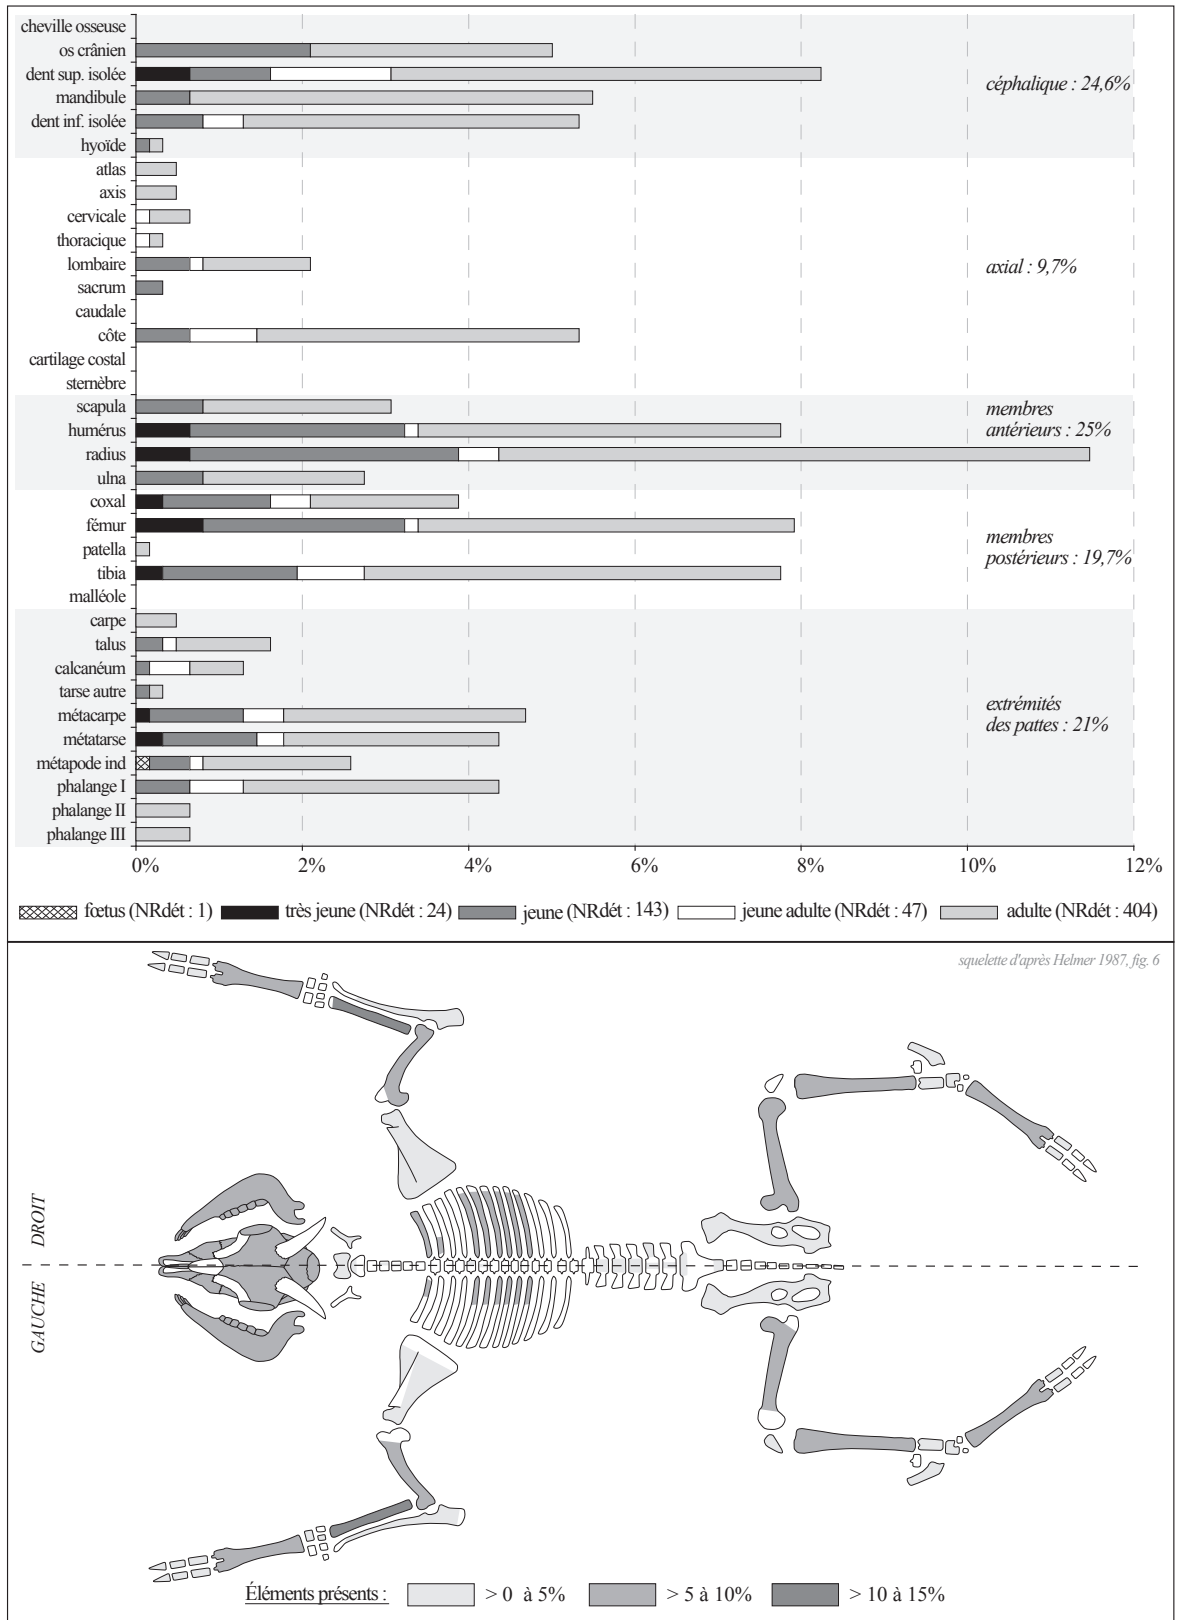 cheville osseuse
os crânien
dent sup. isolée
mandibule
dent inf. isolée
hyoïde
céphalique : 24,6%
atlas
axis
cervicale
thoracique
lombaire
sacrum
caudale
côte
cartilage costal
sternèbre
axial : 9,7%
scapula
humérus
radius
ulna
membres
antérieurs : 25%
coxal
fémur
patella
tibia
malléole
membres
postérieurs : 19,7%
carpe
talus
calcanéum
tarse autre
métacarpe
métatarse
métapode ind
phalange I
phalange II
phalange III
extrémités
des pattes : 21%
0% 2% 4% 6% 8% 10% 12%
fœtus (NRdét : 1) très jeune (NRdét : 24) jeune (NRdét : 143) jeune adulte (NRdét : 47) adulte (NRdét : 404)
squelette d'après Helmer 1987, fig. 6
DROIT
GAUCHE
Éléments présents : > 0 à 5% > 5 à 10% > 10 à 15%